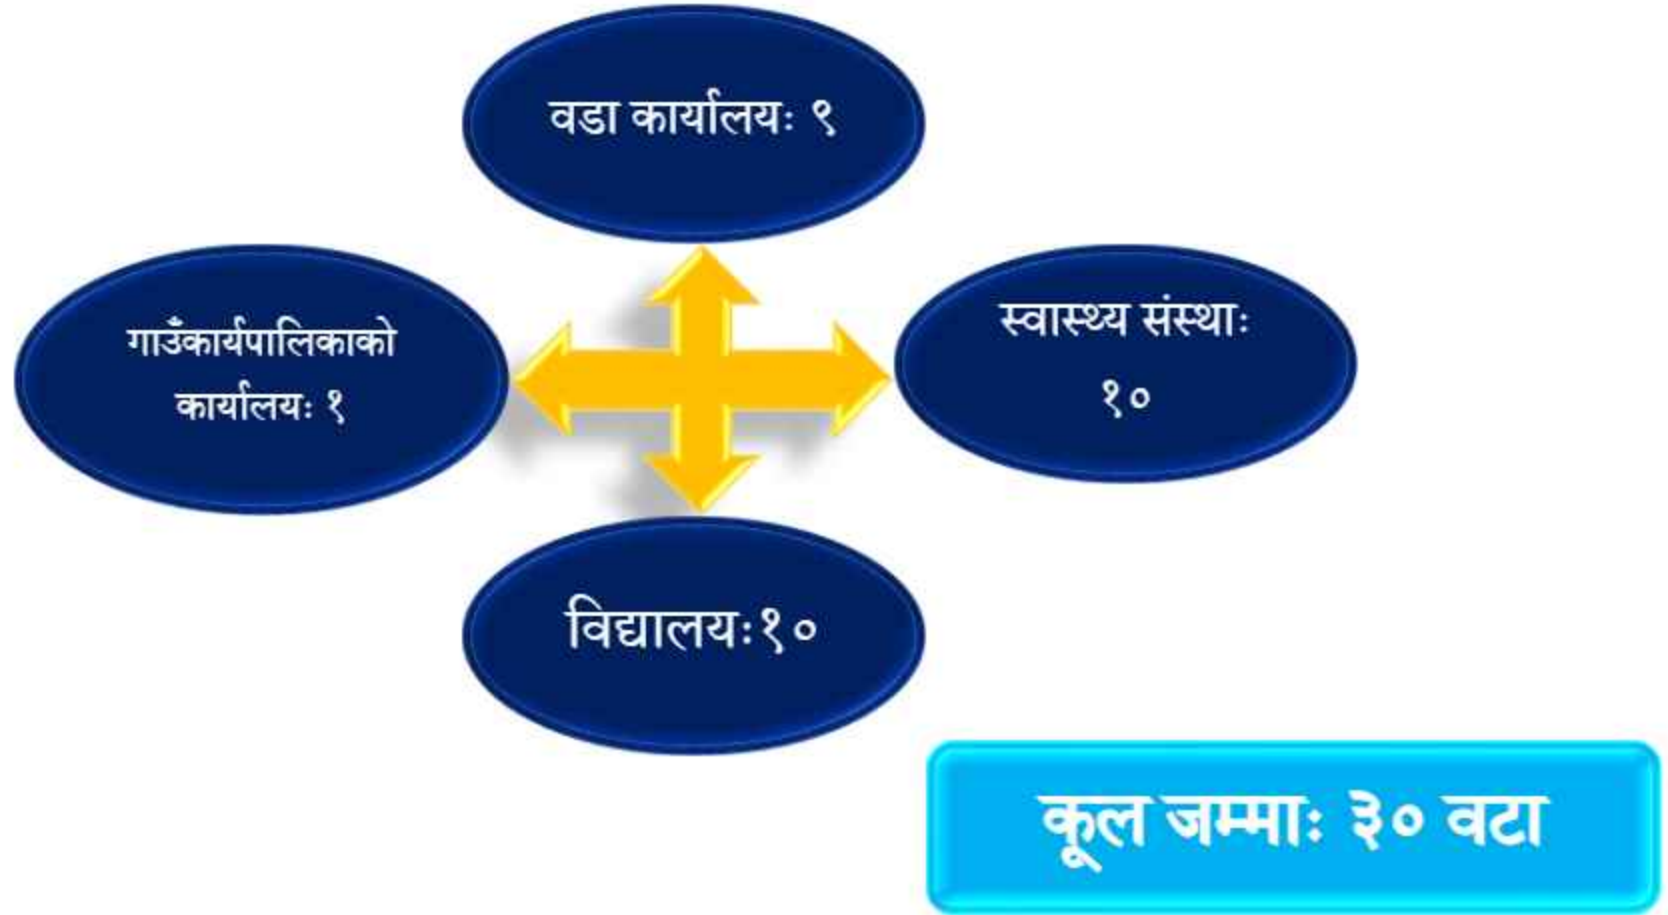 वडा कार्यालयः ९
गाउँकार्यपालिकाको
कार्यालयः १
स्वास्थ्य संस्थाः
१०
विद्यालयः१०
कूल जम्माः ३० वटा